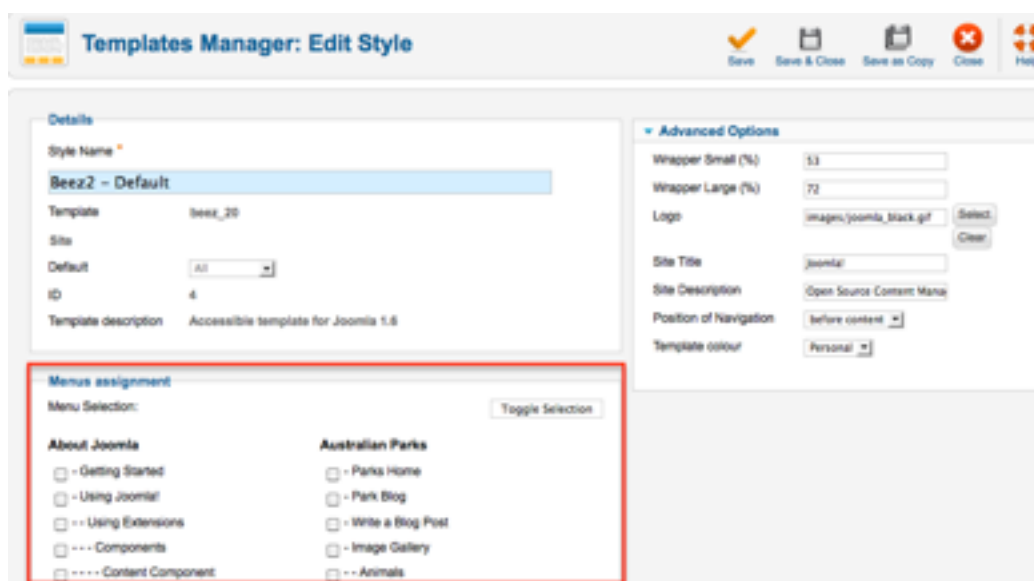 Templates Manager: Edit Style
Save
Save & Close
Save as Copy
Close
Help
Details
Style Name *
Beez2 - Default
Template beez_20
Site
Default All
ID 4
Template description Accessible template for Joomla 1.6
Advanced Options
Wrapper Small (%) 53
Wrapper Large (%) 72
Logo images/joomla_black.gif Select
Clear
Site Title Joomla!
Site Description Open Source Content Mana
Position of Navigation before content
Template colour Personal
Menus assignment
Menu Selection: Toggle Selection
About Joomla
- Getting Started
- Using Joomla!
- - Using Extensions
- - - Components
- - - - Content Component
Australian Parks
- Parks Home
- Park Blog
- Write a Blog Post
- Image Gallery
- - Animals